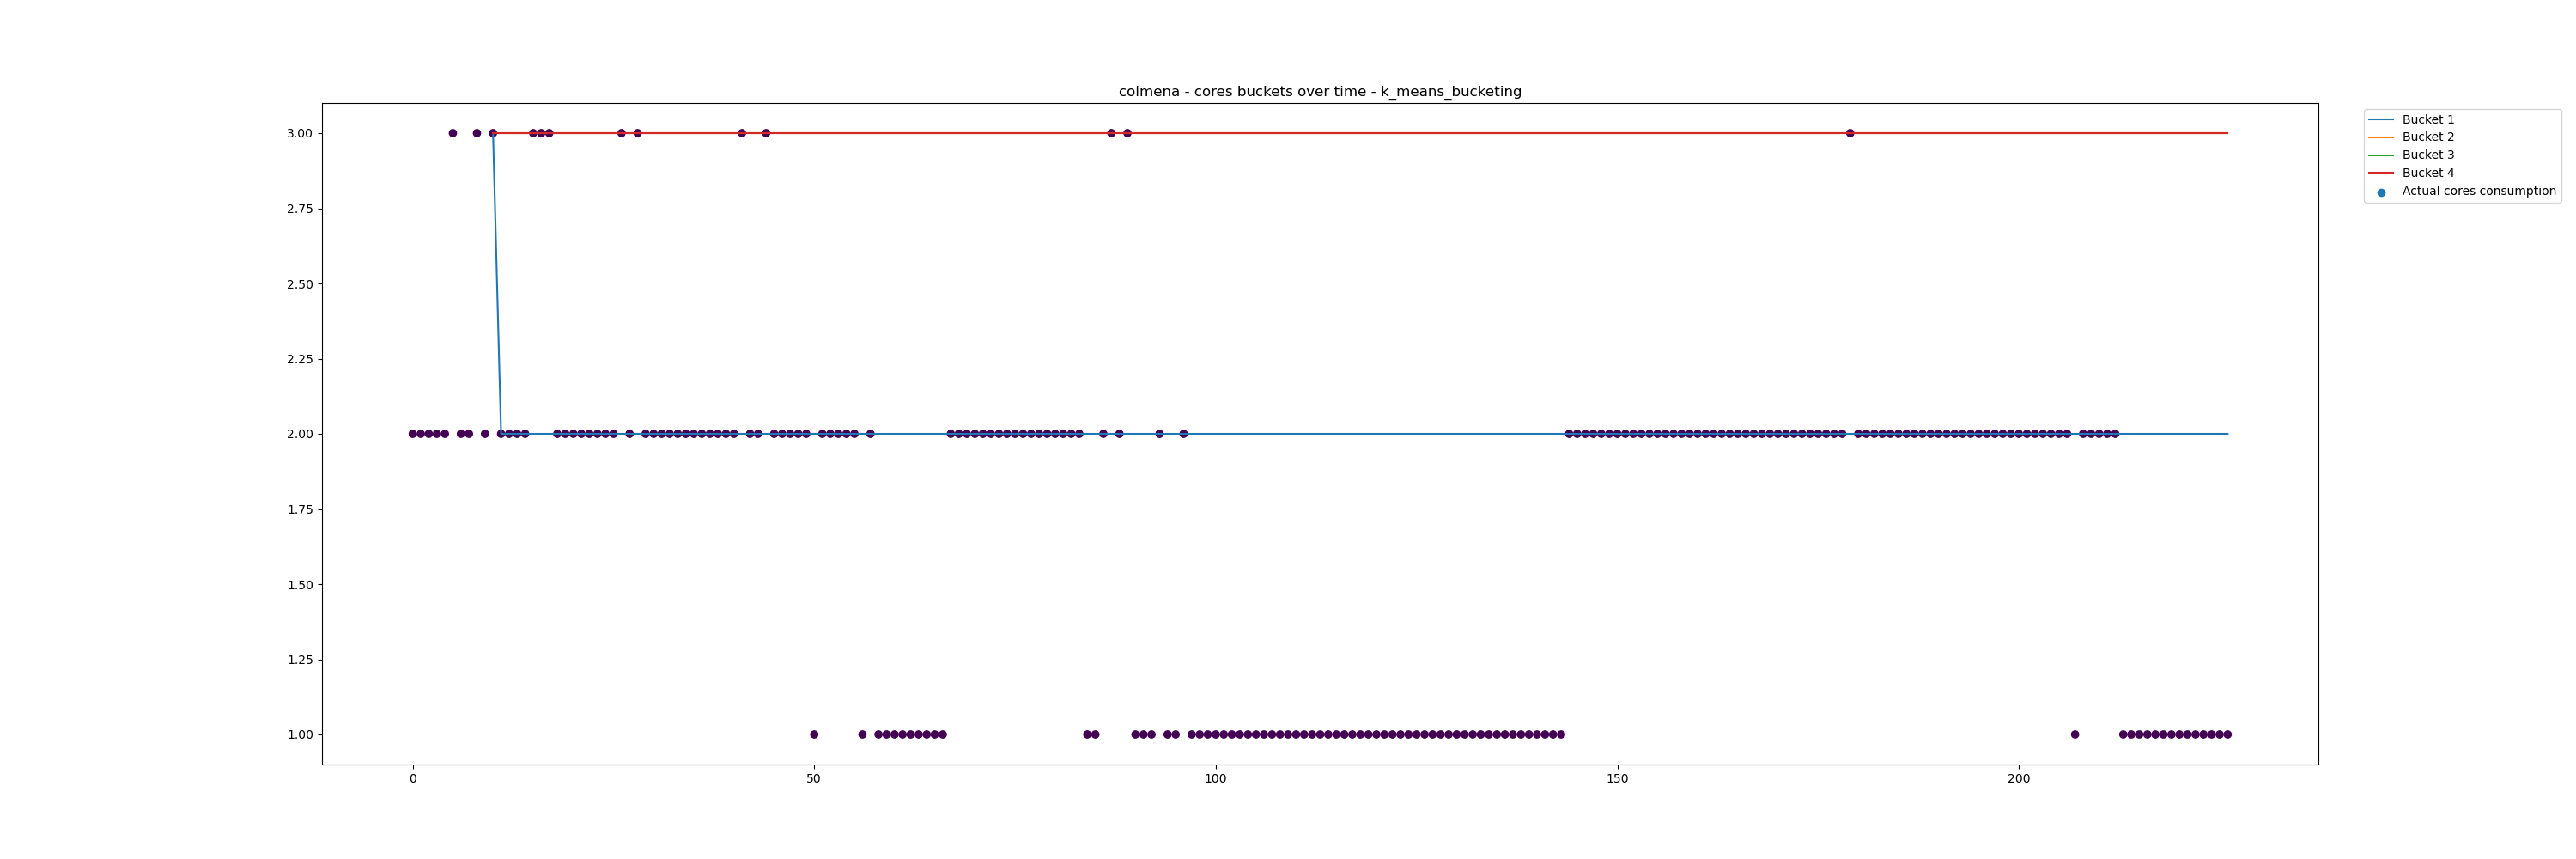 colmena - cores buckets over time - k_means_bucketing
3.00
2.75
2.50
2.25
2.00
1.75
1.50
1.25
1.00
0
50
100
150
200
Bucket 1
Bucket 2
Bucket 3
Bucket 4
Actual cores consumption